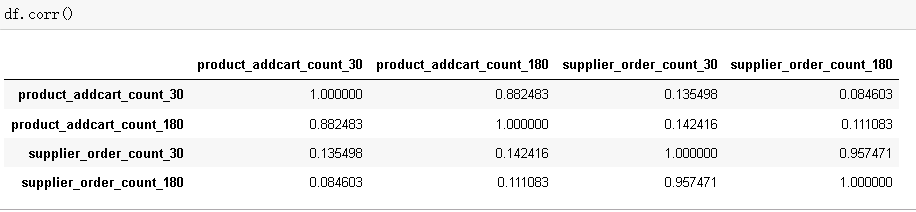 df.corr()
product_addcart_count_30 product_addcart_count_180 supplier_order_count_30 supplier_order_count_180
product_addcart_count_30 1.000000 0.882483 0.135498 0.084603
product_addcart_count_180 0.882483 1.000000 0.142416 0.111083
supplier_order_count_30 0.135498 0.142416 1.000000 0.957471
supplier_order_count_180 0.084603 0.111083 0.957471 1.000000